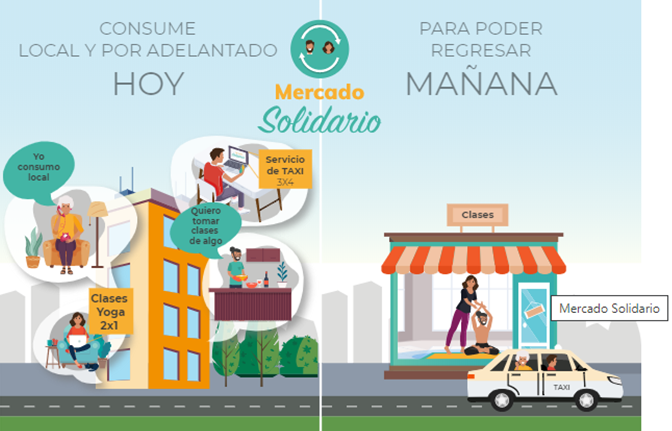 CONSUME
LOCAL Y POR ADELANTADO
HOY
PARA PODER
REGRESAR
MAÑANA
Mercado
Solidario
Yo
consumo
local
Servicio
de TAXI
3X4
Quiero
tomar
clases
de algo
Clases
Yoga
2x1
Clases
Mercado Solidario
TAXI